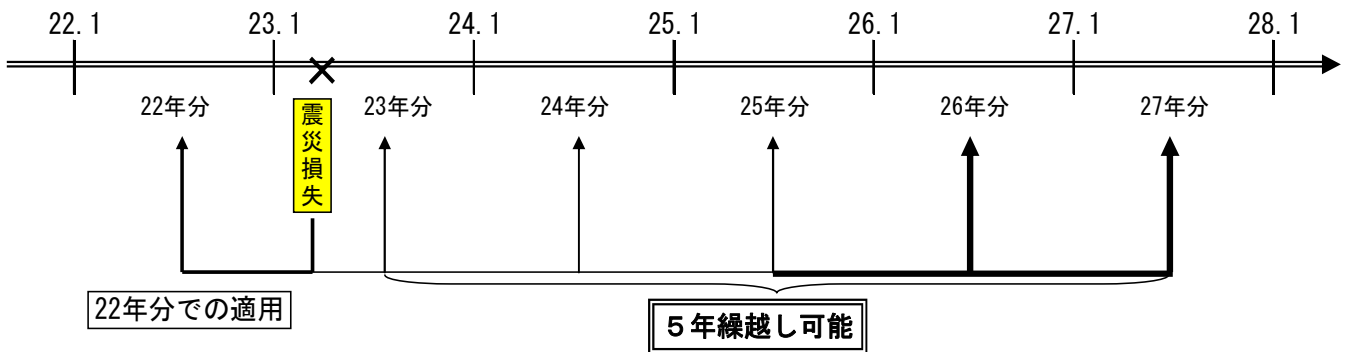 22.1 23.1 24.1 25.1 26.1 27.1 28.1
22年分 23年分 24年分 25年分 26年分 27年分
震災損失
22年分での適用
５年繰越し可能